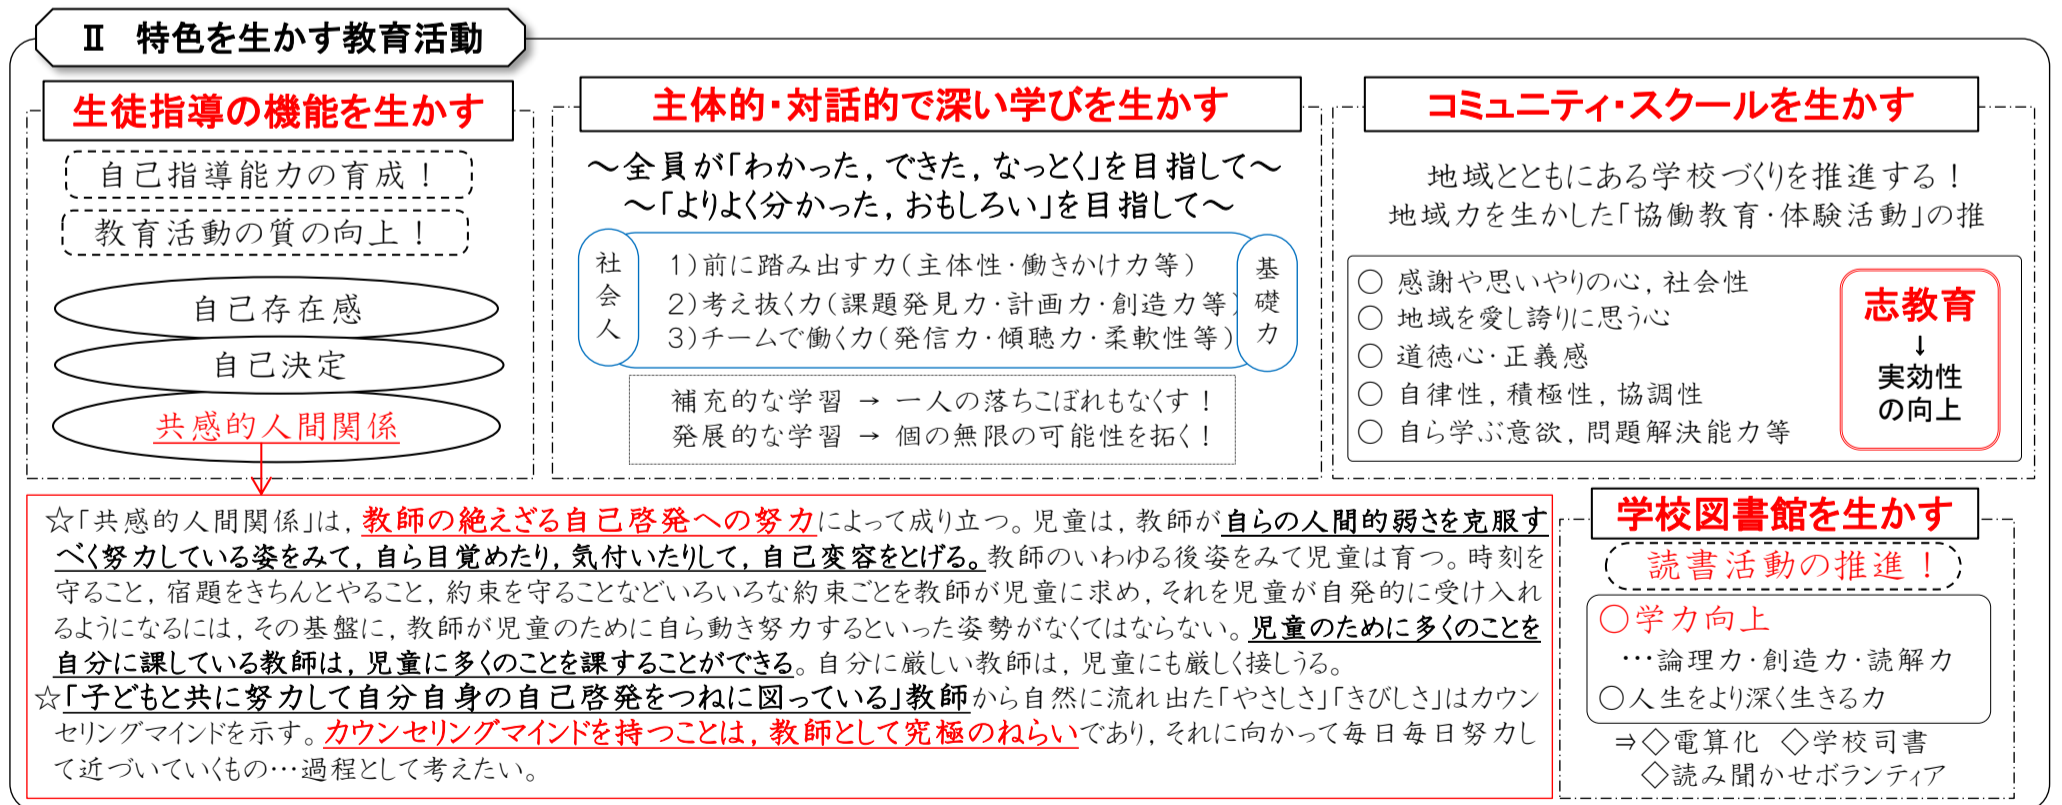 Ⅱ 特色を生かす教育活動
生徒指導の機能を生かす
自己指導能力の育成！
教育活動の質の向上！
自己存在感
自己決定
共感的人間関係
主体的・対話的で深い学びを生かす
～全員が「わかった，できた，なっとく」を目指して～
～「よりよく分かった，おもしろい」を目指して～
社会人
1)前に踏み出す力(主体性・働きかけ力等)
2)考え抜く力(課題発見力・計画力・創造力等)
3)チームで働く力(発信力・傾聴力・柔軟性等)
基礎力
補充的な学習 → 一人の落ちこぼれもなくす！
発展的な学習 → 個の無限の可能性を拓く！
コミュニティ・スクールを生かす
地域とともにある学校づくりを推進する！
地域力を生かした「協働教育・体験活動」の推
○ 感謝や思いやりの心，社会性
○ 地域を愛し誇りに思う心
○ 道徳心・正義感
○ 自律性，積極性，協調性
○ 自ら学ぶ意欲，問題解決能力等
志教育
↓
実効性
の向上
☆「共感的人間関係」は，教師の絶えざる自己啓発への努力によって成り立つ。児童は，教師が自らの人間的弱さを克服す
べく努力している姿をみて，自ら目覚めたり，気付いたりして，自己変容をとげる。教師のいわゆる後姿をみて児童は育つ。時刻を
守ること，宿題をきちんとやること，約束を守ることなどいろいろな約束ごとを教師が児童に求め，それを児童が自発的に受け入れ
るようになるには，その基盤に，教師が児童のために自ら動き努力するといった姿勢がなくてはならない。児童のために多くのことを
自分に課している教師は，児童に多くのことを課することができる。自分に厳しい教師は，児童にも厳しく接しうる。
☆「子どもと共に努力して自分自身の自己啓発をつねに図っている」教師から自然に流れ出た「やさしさ」「きびしさ」はカウン
セリングマインドを示す。カウンセリングマインドを持つことは，教師として究極のねらいであり，それに向かって毎日毎日努力し
て近づいていくもの…過程として考えたい。
学校図書館を生かす
読書活動の推進！
○学力向上
…論理力・創造力・読解力
○人生をより深く生きる力
⇒◇電算化 ◇学校司書
◇読み聞かせボランティア